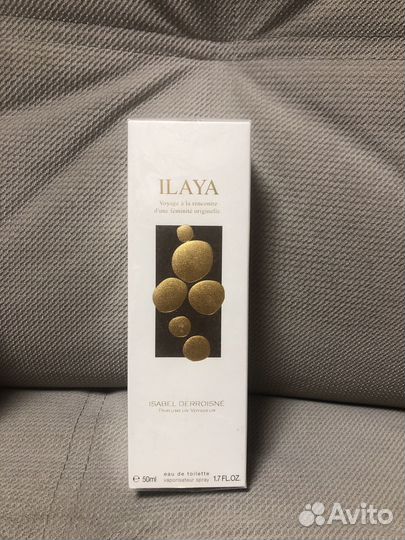 ILAYA
Voyage à la rencontre
d'une féminité originelle
ISABEL DERROISNÉ
PARFUMEUR VOYAGEUR
eau de toilette
℮ 50ml vaporisateur spray 1.7 FL.OZ.
Avito